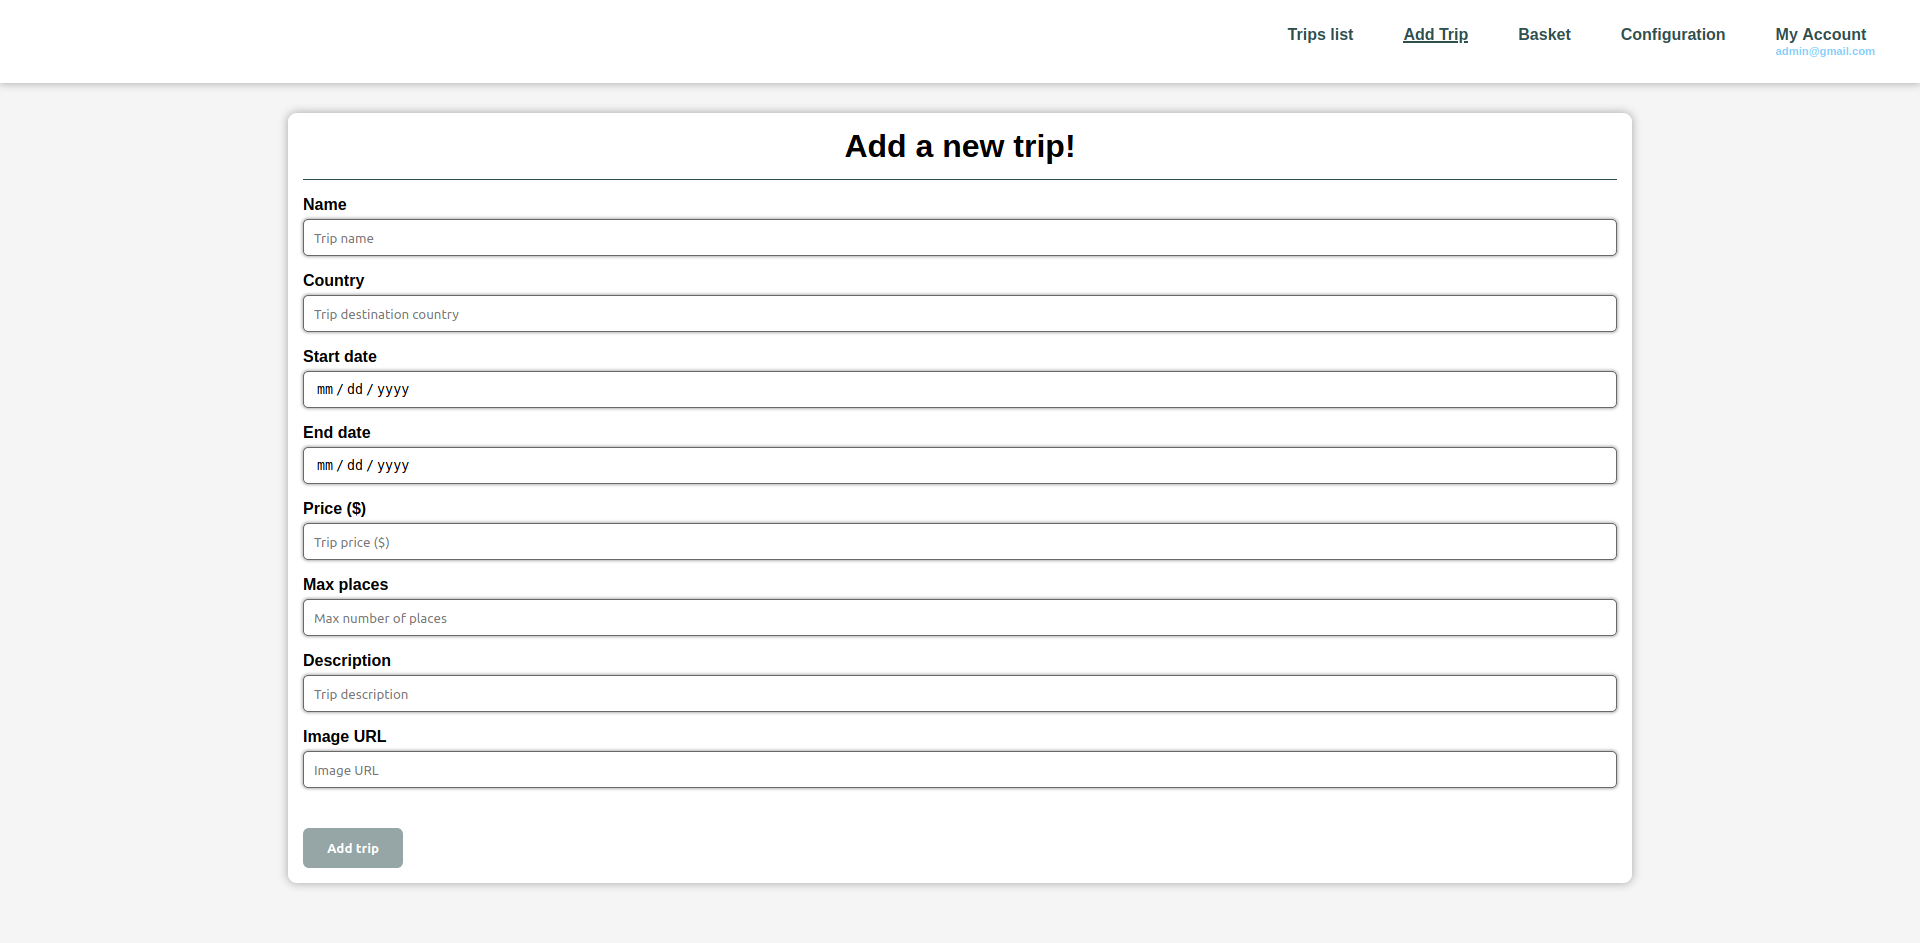 Trips list Add Trip Basket Configuration My Account
admin@gmail.com
Add a new trip!
Name
Trip name
Country
Trip destination country
Start date
mm / dd / yyyy
End date
mm / dd / yyyy
Price ($)
Trip price ($)
Max places
Max number of places
Description
Trip description
Image URL
Image URL
Add trip